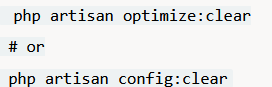 php artisan optimize:clear
# or
php artisan config:clear